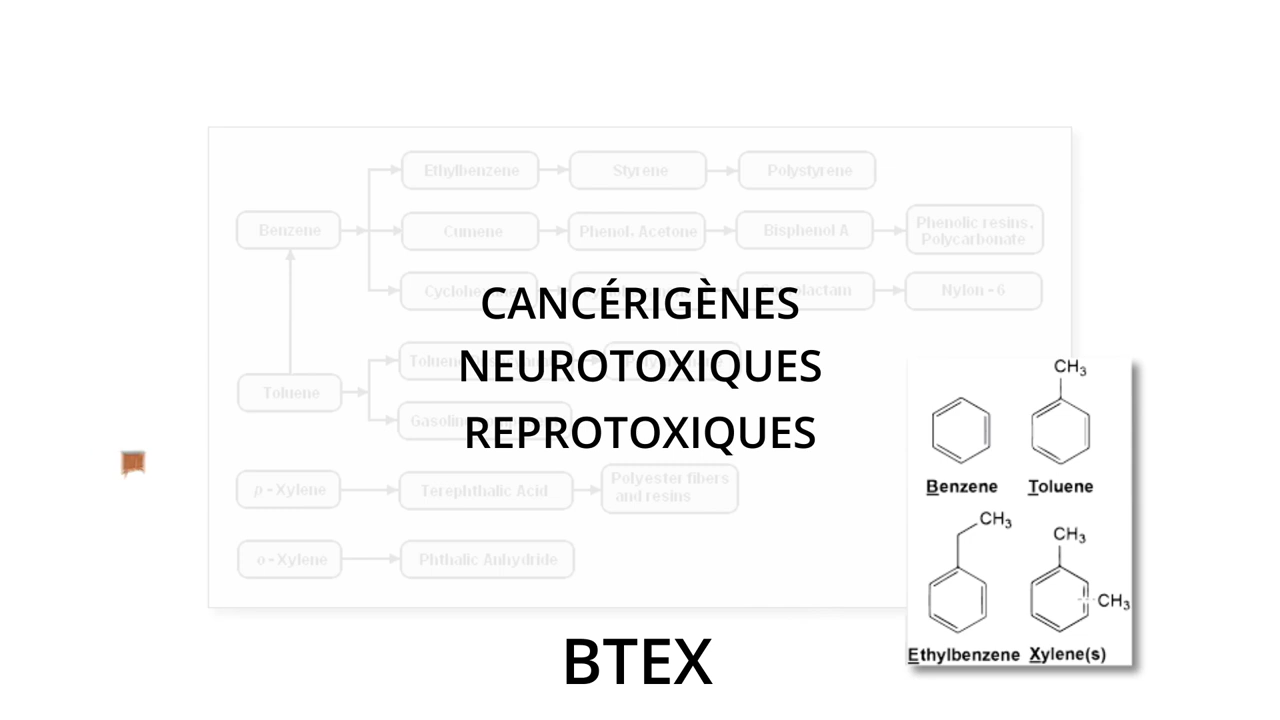 Ethylbenzene
Styrene
Polystyrene
Benzene
Cumene
Phenol, Acetone
Bisphenol A
Phenolic resins,
Polycarbonate
Nylon - 6
CANCÉRIGÈNES
NEUROTOXIQUES
REPROTOXIQUES
Toluene
p - Xylene
Terephthalic Acid
Polyester fibers
and resins
o - Xylene
Phthalic Anhydride
CH3
Benzene
Toluene
CH3
CH3
CH3
Ethylbenzene
Xylene(s)
BTEX